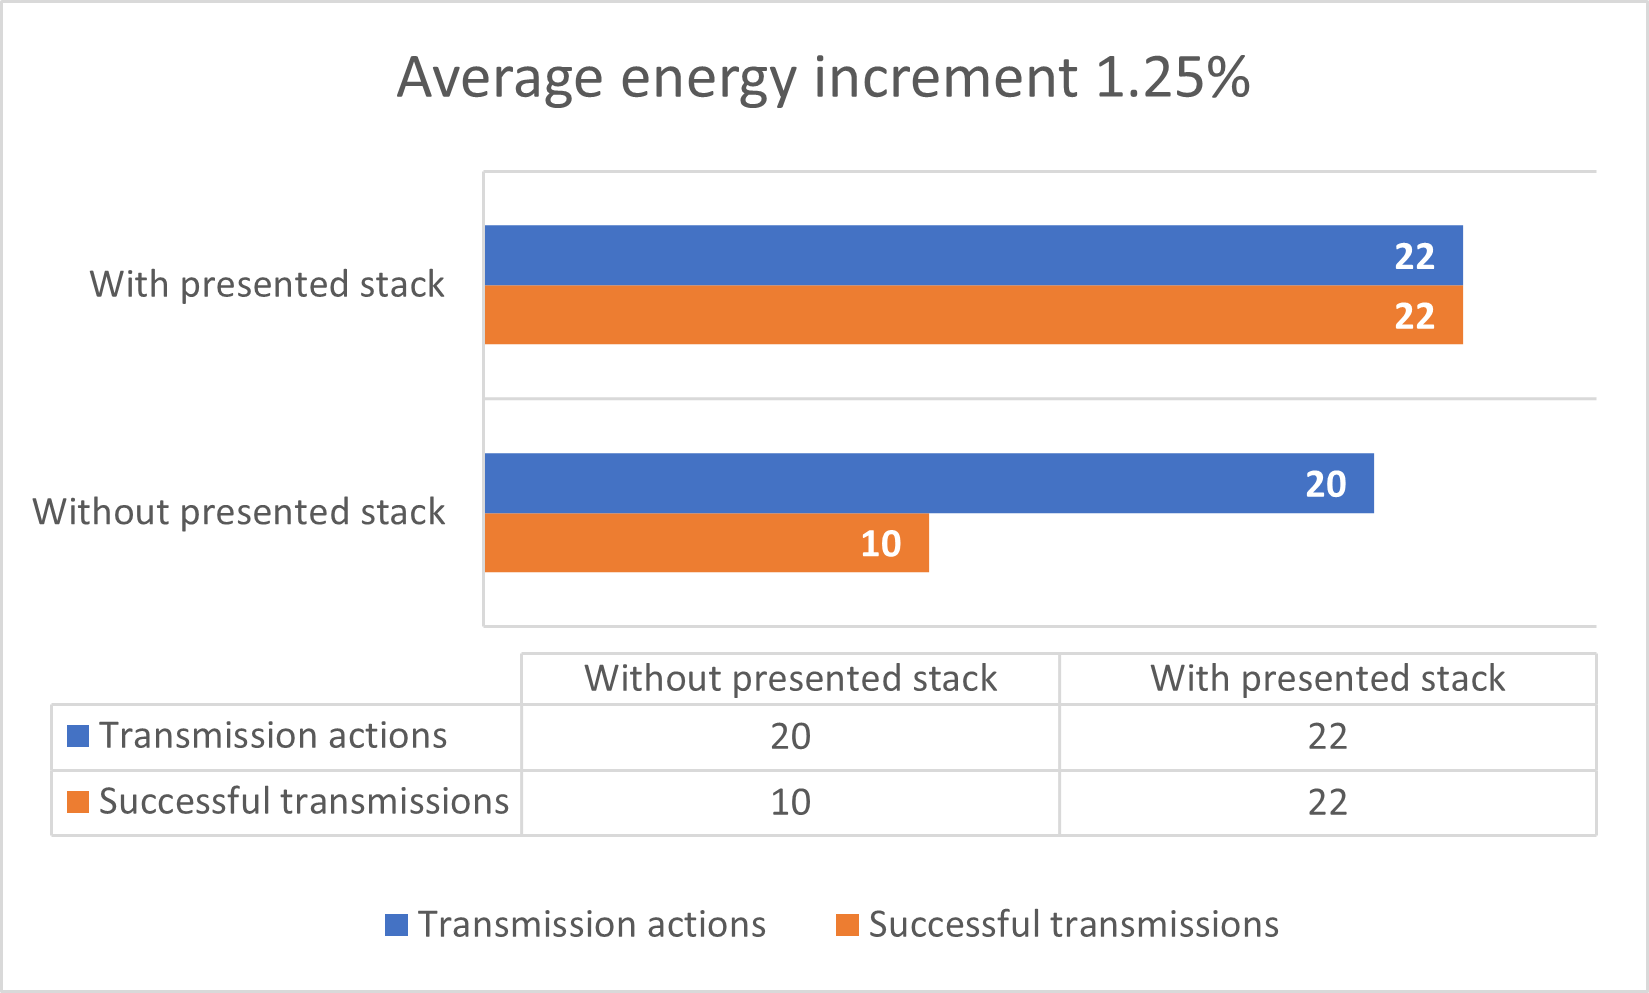 Average energy increment 1.25%
With presented stack
22
22
Without presented stack
20
10
Without presented stack With presented stack
Transmission actions 20 22
Successful transmissions 10 22
Transmission actions Successful transmissions